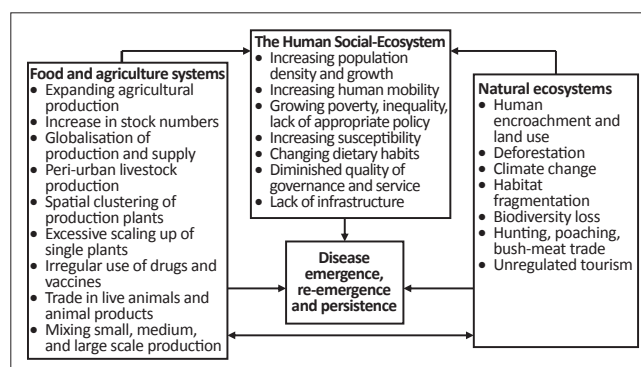 The Human Social-Ecosystem
• Increasing population
density and growth
• Increasing human mobility
• Growing poverty, inequality,
lack of appropriate policy
• Increasing susceptibility
• Changing dietary habits
• Diminished quality of
governance and service
• Lack of infrastructure
Food and agriculture systems
• Expanding agricultural
production
• Increase in stock numbers
• Globalisation of
production and supply
• Peri-urban livestock
production
• Spatial clustering of
production plants
• Excessive scaling up of
single plants
• Irregular use of drugs and
vaccines
• Trade in live animals and
animal products
• Mixing small, medium,
and large scale production
Natural ecosystems
• Human
encroachment and
land use
• Deforestation
• Climate change
• Habitat
fragmentation
• Biodiversity loss
• Hunting, poaching,
bush-meat trade
• Unregulated tourism
Disease
emergence,
re-emergence
and persistence